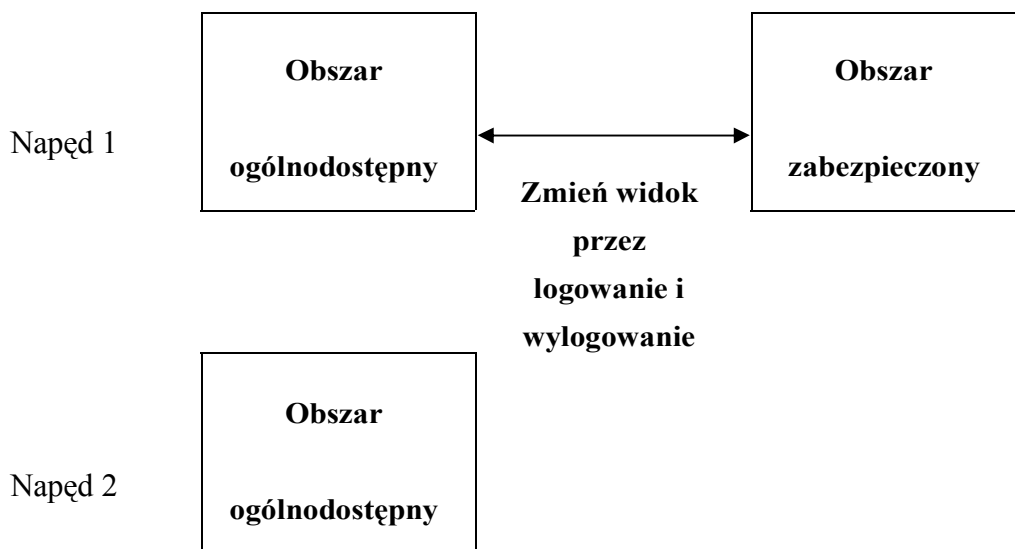 Napęd 1
Obszar
ogólnodostępny
Obszar
zabezpieczony
Zmień widok
przez
logowanie i
wylogowanie
Napęd 2
Obszar
ogólnodostępny